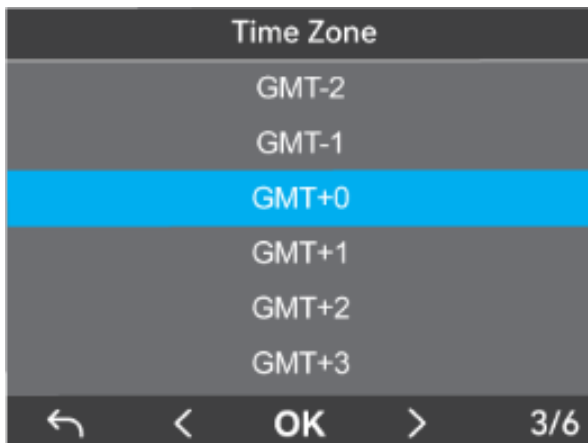 Time Zone
GMT-2
GMT-1
GMT+0
GMT+1
GMT+2
GMT+3
< OK > 3/6